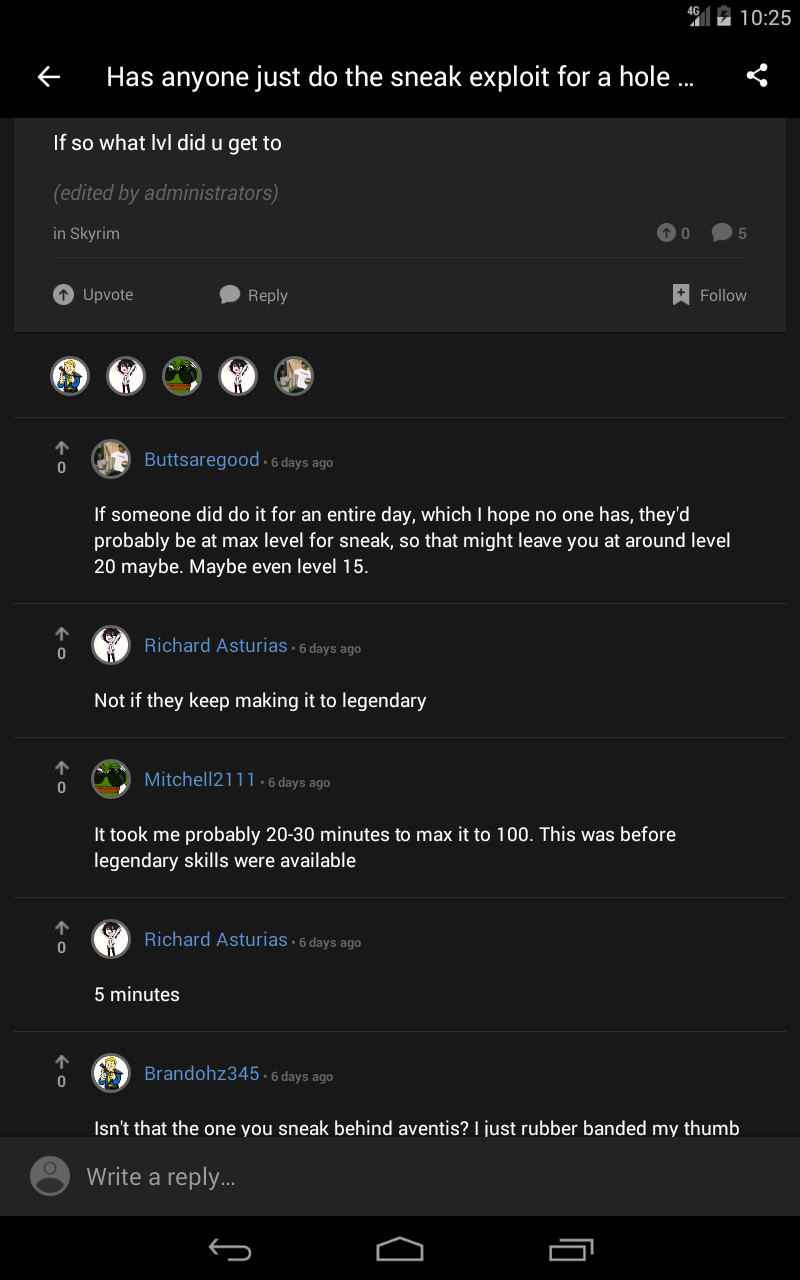 4G 10:25
Has anyone just do the sneak exploit for a hole ...
If so what lvl did u get to
(edited by administrators)
in Skyrim 0 5
Upvote Reply Follow
0 Buttsaregood • 6 days ago
If someone did do it for an entire day, which I hope no one has, they'd
probably be at max level for sneak, so that might leave you at around level
20 maybe. Maybe even level 15.
0 Richard Asturias • 6 days ago
Not if they keep making it to legendary
0 Mitchell2111 • 6 days ago
It took me probably 20-30 minutes to max it to 100. This was before
legendary skills were available
0 Richard Asturias • 6 days ago
5 minutes
0 Brandohz345 • 6 days ago
Isn't that the one you sneak behind aventis? I just rubber banded my thumb
Write a reply...